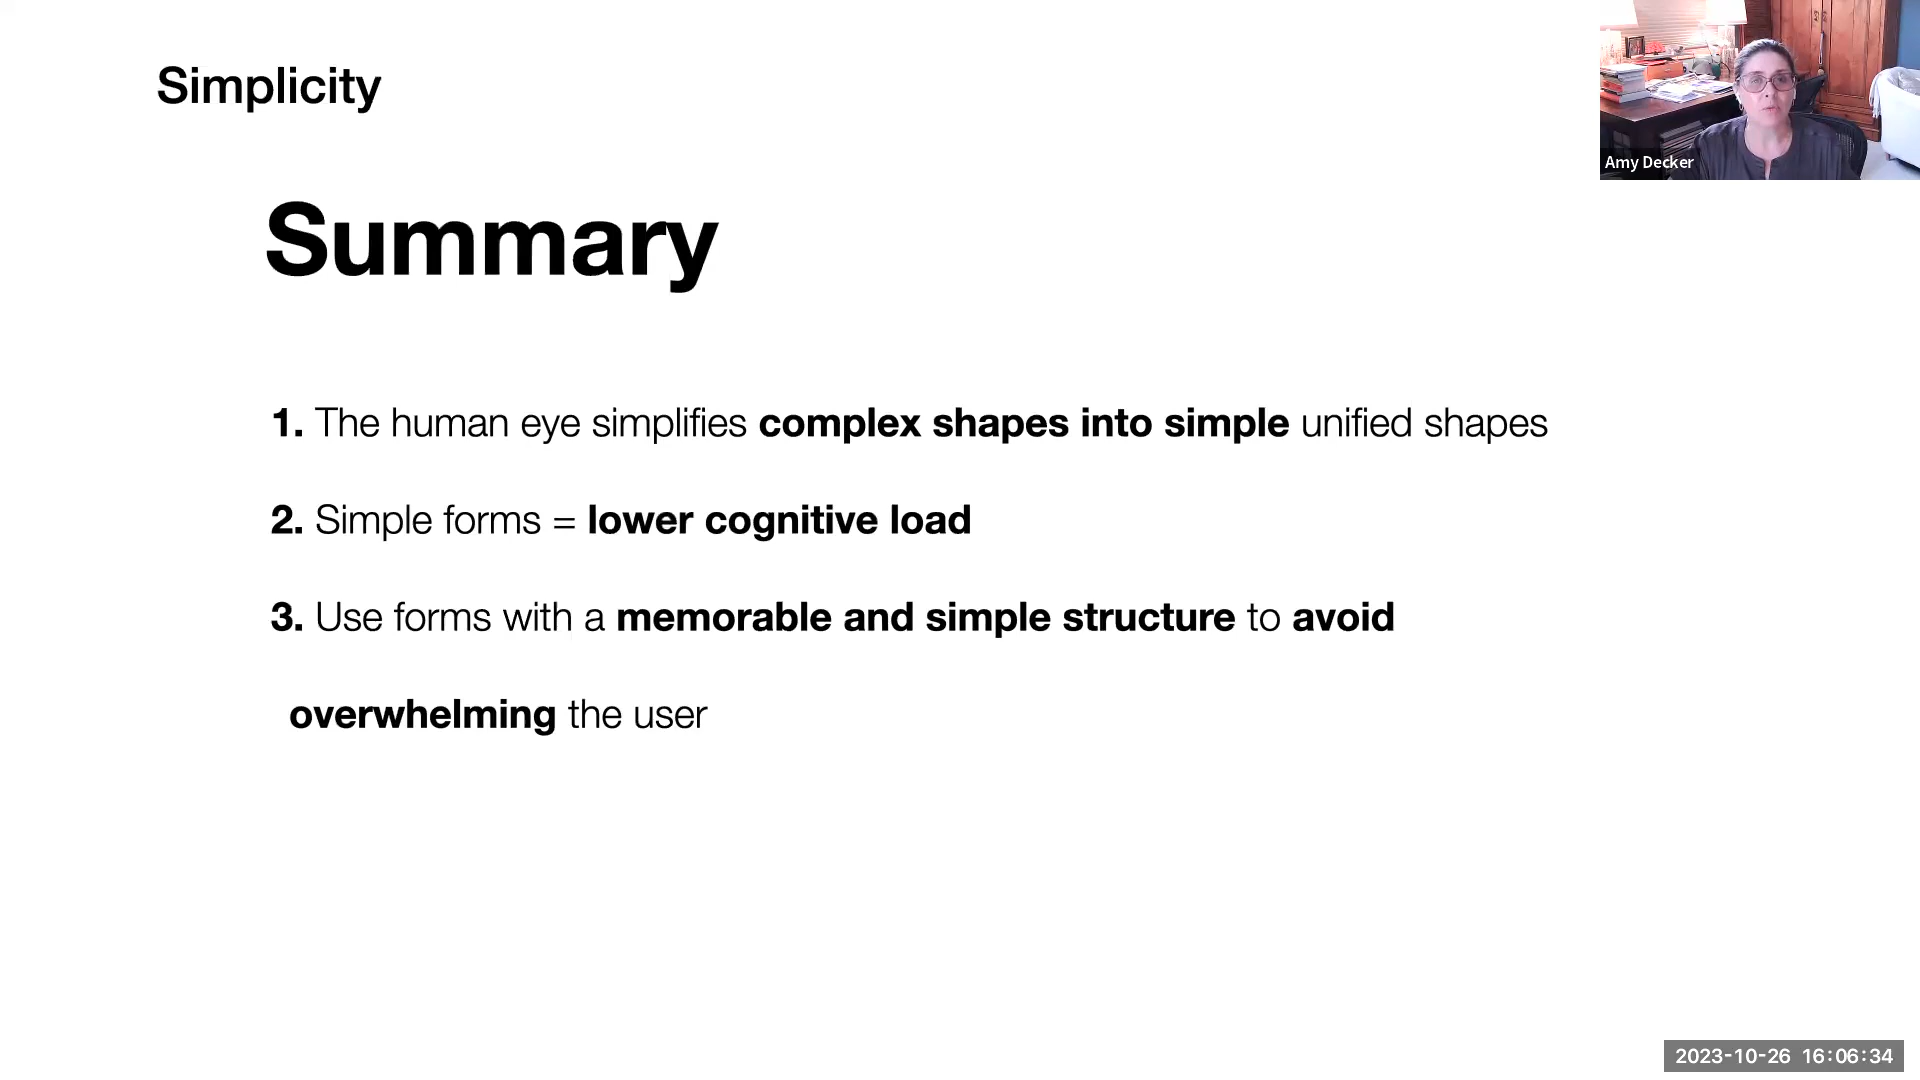 Simplicity
Amy Decker
Summary
1. The human eye simplifies complex shapes into simple unified shapes
2. Simple forms = lower cognitive load
3. Use forms with a memorable and simple structure to avoid
overwhelming the user
2023-10-26 16:06:34